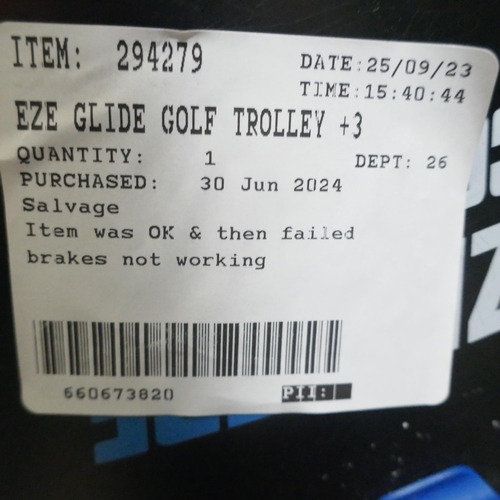 ITEM: 294279
DATE:25/09/23
TIME:15:40:44
EZE GLIDE GOLF TROLLEY +3
QUANTITY: 1 DEPT: 26
PURCHASED: 30 Jun 2024
Salvage
Item was OK & then failed
brakes not working
660673820 PII: